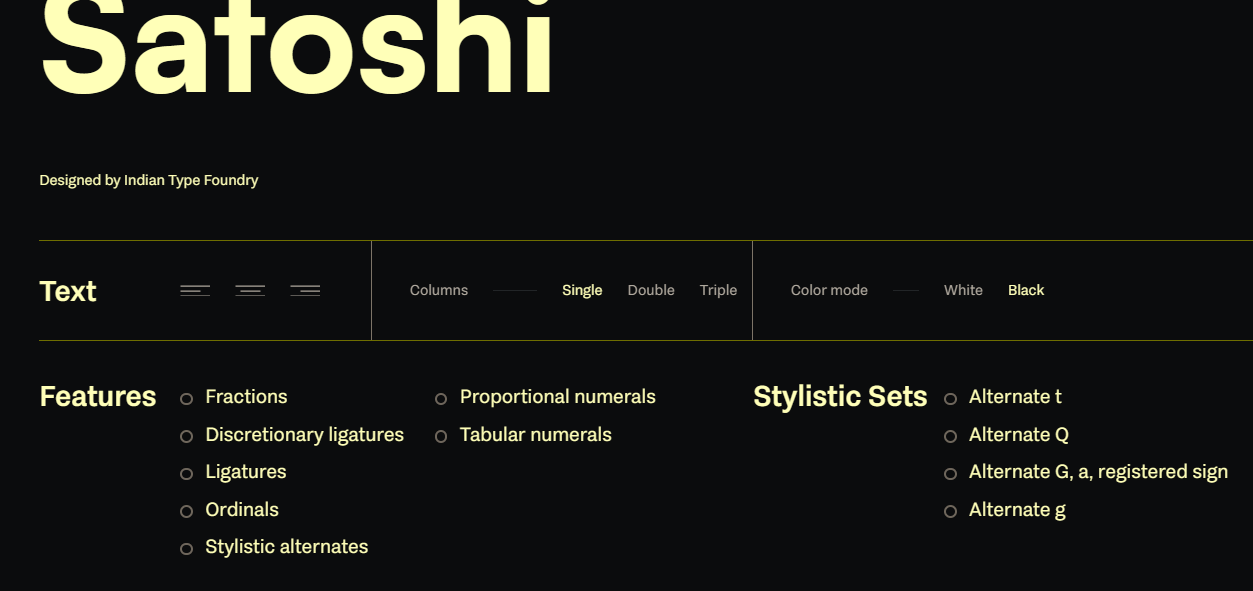 Satoshi
Designed by Indian Type Foundry
Text
Columns
Single
Double
Triple
Color mode
White
Black
Features
Fractions
Discretionary ligatures
Ligatures
Ordinals
Stylistic alternates
Proportional numerals
Tabular numerals
Stylistic Sets
Alternate t
Alternate Q
Alternate G, a, registered sign
Alternate g